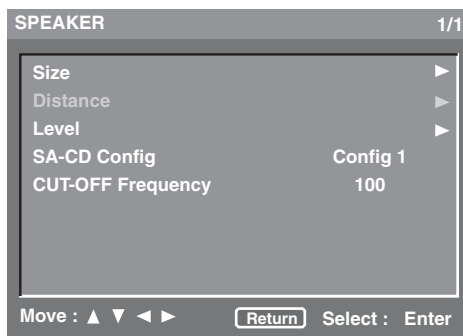 SPEAKER 1/1
Size ►
Distance ►
Level ►
SA-CD Config Config 1
CUT-OFF Frequency 100
Move : ▲ ▼ ◄ ► Return Select : Enter